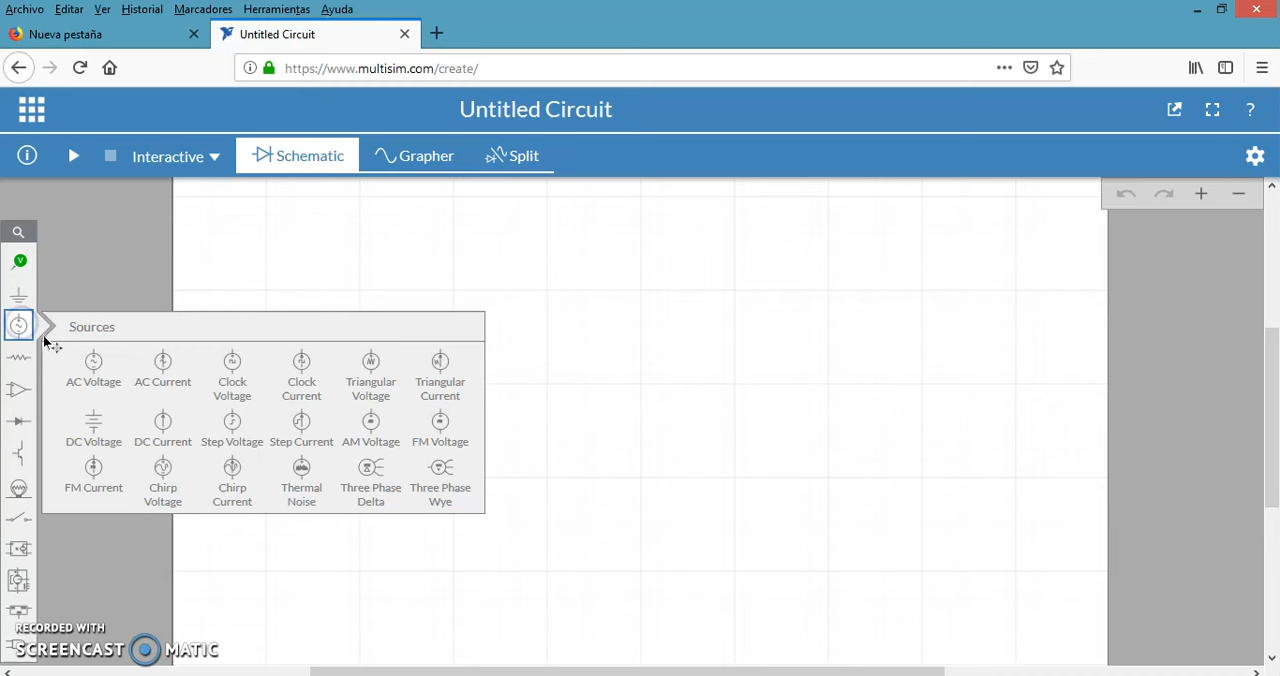 Archivo Editar Ver Historial Marcadores Herramientas Ayuda
Nueva pestaña
Untitled Circuit
https://www.multisim.com/create/
Untitled Circuit
?
Interactive
Schematic
Grapher
Split
V
Sources
AC Voltage
AC Current
Clock
Voltage
Clock
Current
Triangular
Voltage
Triangular
Current
DC Voltage
DC Current
Step Voltage
Step Current
AM Voltage
FM Voltage
FM Current
Chirp
Voltage
Chirp
Current
Thermal
Noise
Three Phase
Delta
Three Phase
Wye
RECORDED WITH
SCREENCAST MATIC